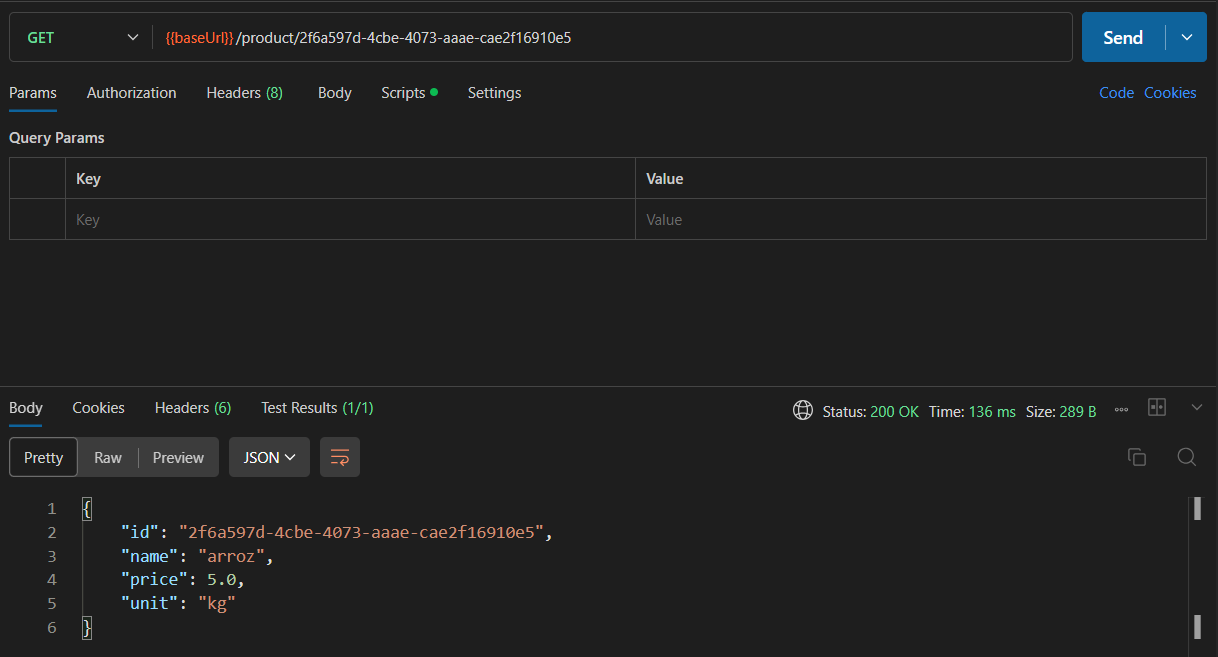 GET {{baseUrl}}/product/2f6a597d-4cbe-4073-aaae-cae2f16910e5 Send
Params Authorization Headers (8) Body Scripts Settings Code Cookies
Query Params
Key Value
Key Value
Body Cookies Headers (6) Test Results (1/1) Status: 200 OK Time: 136 ms Size: 289 B
Pretty Raw Preview JSON
1 {
2 "id": "2f6a597d-4cbe-4073-aaae-cae2f16910e5",
3 "name": "arroz",
4 "price": 5.0,
5 "unit": "kg"
6 }